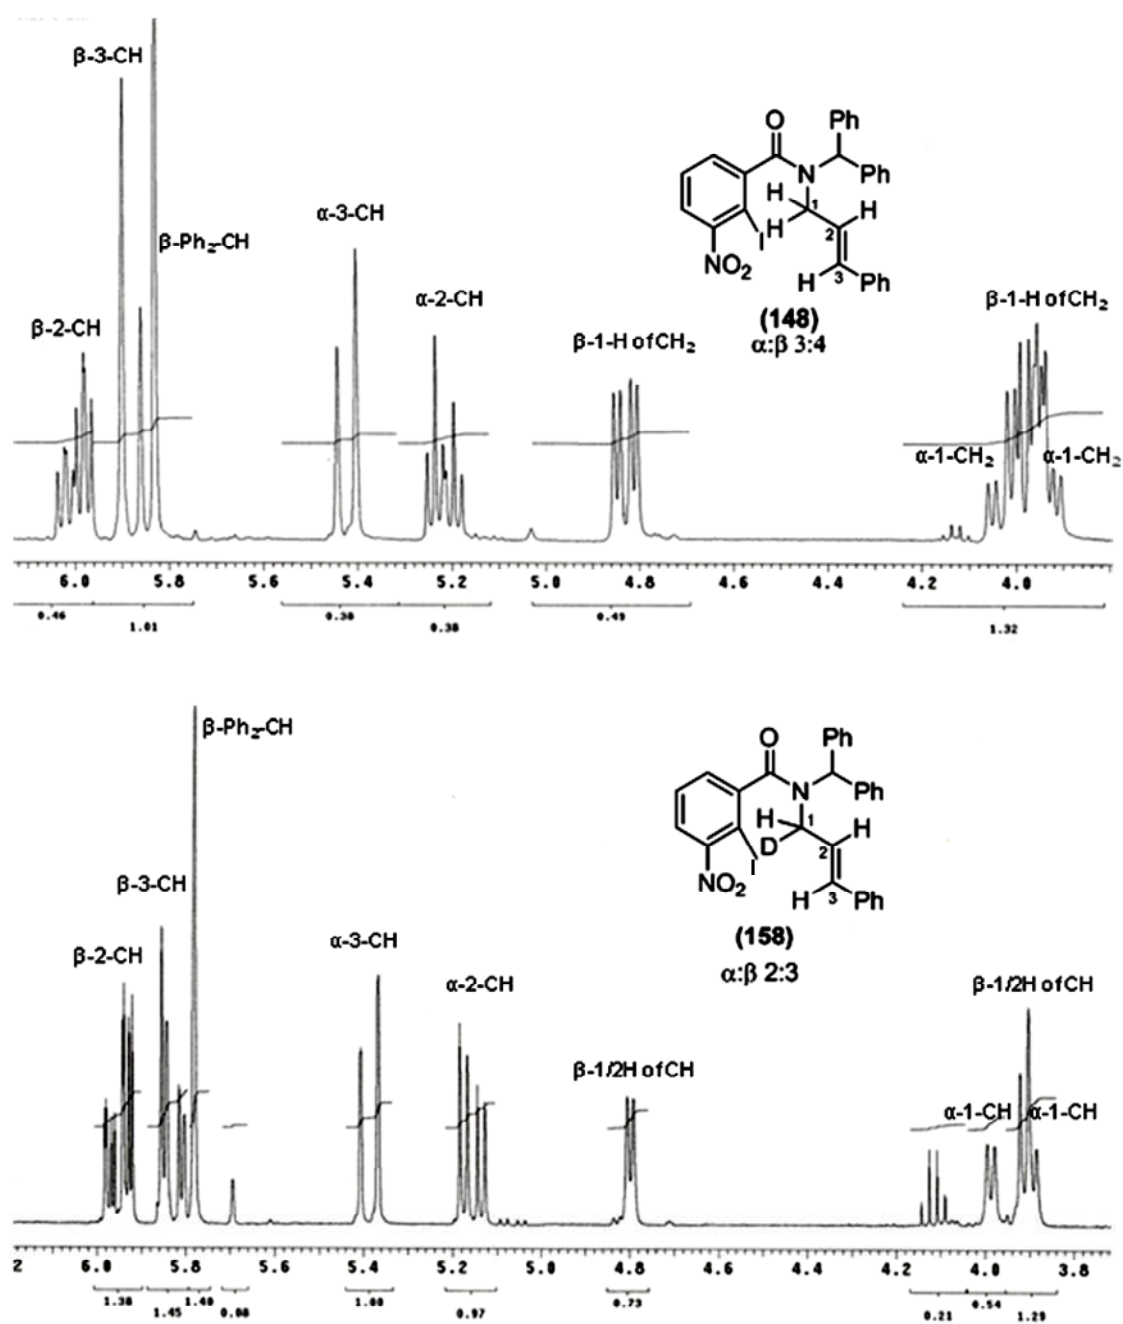 β-3-CH
β-Ph₂-CH
β-2-CH
α-3-CH
α-2-CH
β-1-H of CH₂
β-1-H of CH₂
α-1-CH₂
α-1-CH₂
O
Ph
N
Ph
H
1
H
H
2
I
NO₂
H
3
Ph
(148)
α:β 3:4
6.0 5.8 5.6 5.4 5.2 5.0 4.8 4.6 4.4 4.2 4.0
0.46 1.01 0.38 0.49 1.32
β-Ph₂-CH
β-3-CH
β-2-CH
α-3-CH
α-2-CH
β-1/2H of CH
β-1/2H of CH
α-1-CH
α-1-CH
O
Ph
N
Ph
H
1
D
H
2
I
NO₂
H
3
Ph
(158)
α:β 2:3
2 6.0 5.8 5.6 5.4 5.2 5.0 4.8 4.6 4.4 4.2 4.0 3.8
1.45 0.08 1.00 0.97 0.73 0.21 0.54 1.29